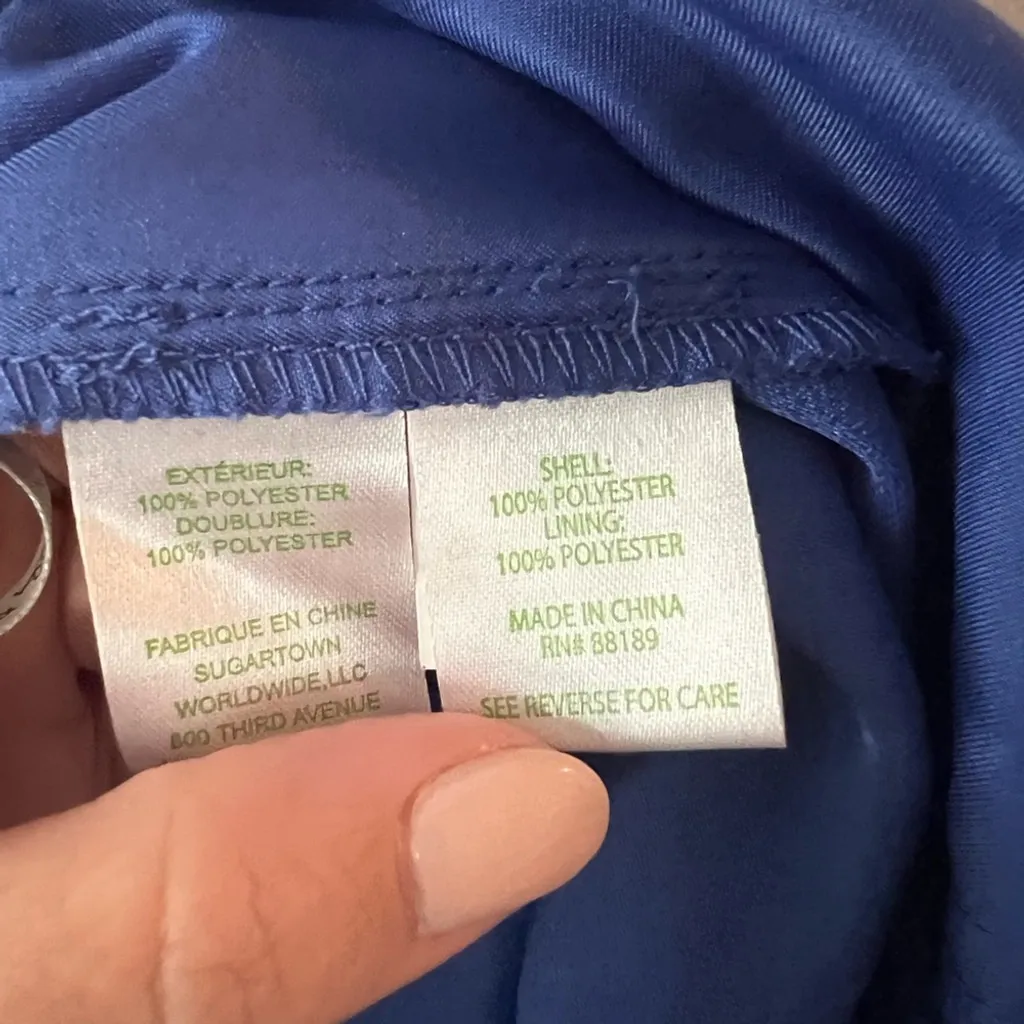 EXTÉRIEUR:
100% POLYESTER
DOUBLURE:
100% POLYESTER
FABRIQUE EN CHINE
SUGARTOWN
WORLDWIDE,LLC
800 THIRD AVENUE
SHELL:
100% POLYESTER
LINING:
100% POLYESTER
MADE IN CHINA
RN# 88189
SEE REVERSE FOR CARE